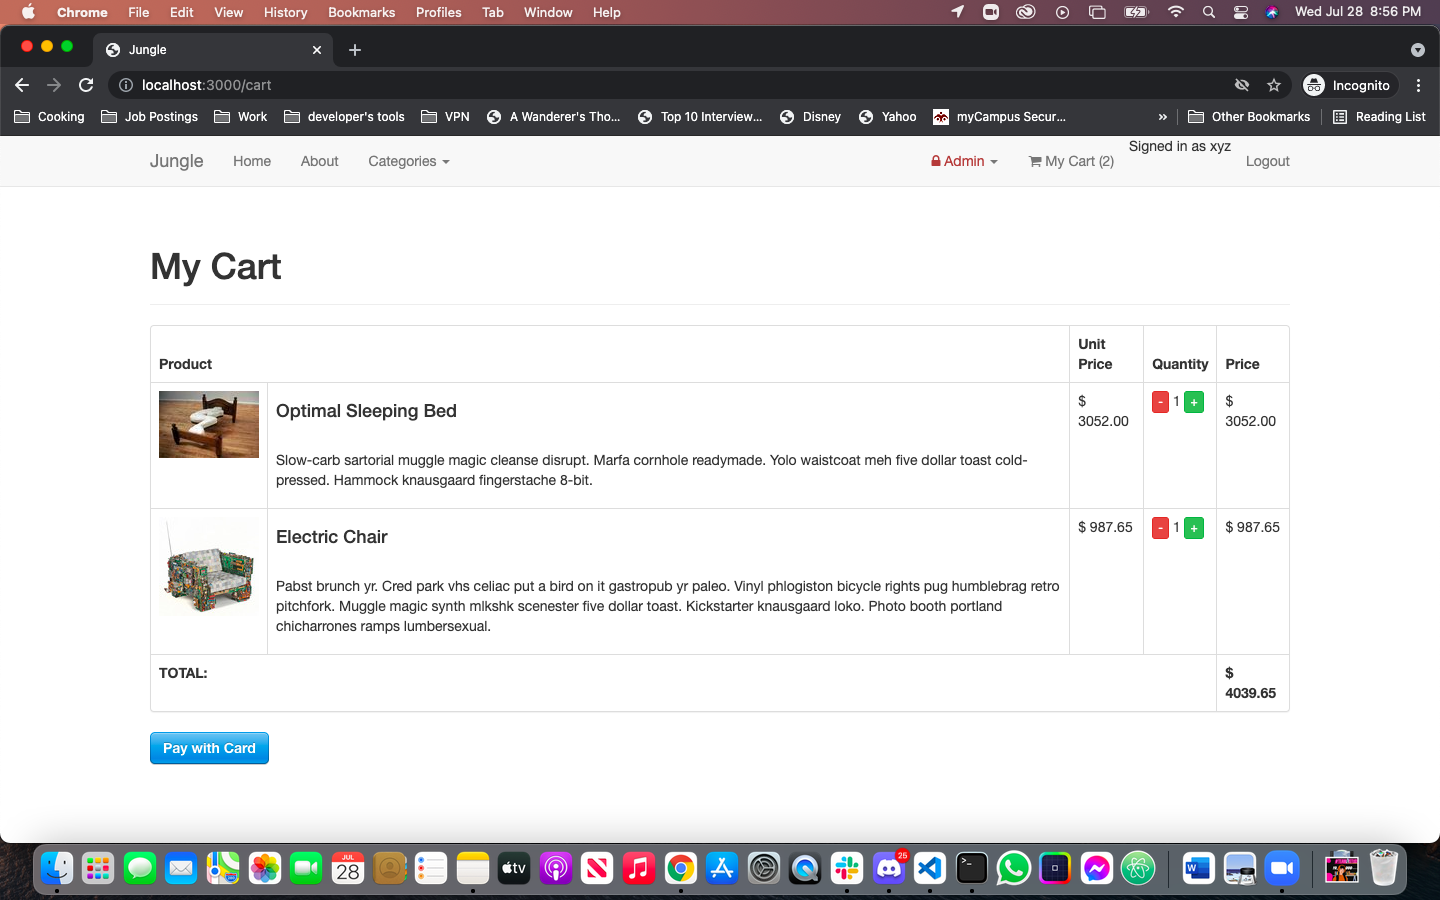 Chrome File Edit View History Bookmarks Profiles Tab Window Help Wed Jul 28 8:56 PM
Jungle
localhost:3000/cart Incognito
Cooking Job Postings Work developer's tools VPN A Wanderer's Tho... Top 10 Interview... Disney Yahoo myCampus Secur... » Other Bookmarks Reading List
Jungle Home About Categories Admin My Cart (2) Signed in as xyz Logout
My Cart
Product Unit Price Quantity Price
Optimal Sleeping Bed
$ 3052.00 - 1 + $ 3052.00
Slow-carb sartorial muggle magic cleanse disrupt. Marfa cornhole readymade. Yolo waistcoat meh five dollar toast cold-
pressed. Hammock knausgaard fingerstache 8-bit.
Electric Chair
$ 987.65 - 1 + $ 987.65
Pabst brunch yr. Cred park vhs celiac put a bird on it gastropub yr paleo. Vinyl phlogiston bicycle rights pug humblebrag retro
pitchfork. Muggle magic synth mlkshk scenester five dollar toast. Kickstarter knausgaard loko. Photo booth portland
chicharrones ramps lumbersexual.
TOTAL: $ 4039.65
Pay with Card
JUL 28 tv 25